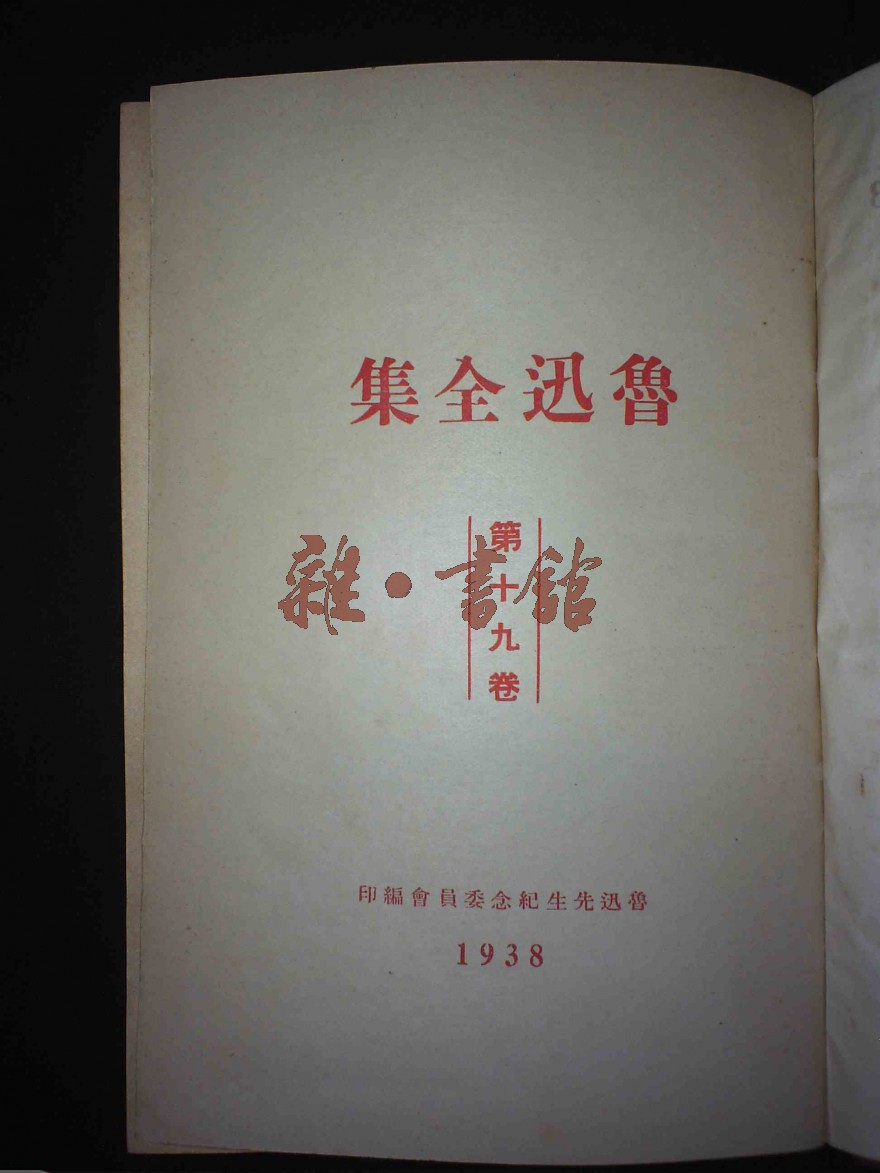 魯迅全集
第十九卷
雜·書館
魯迅先生紀念委員會編印
1938